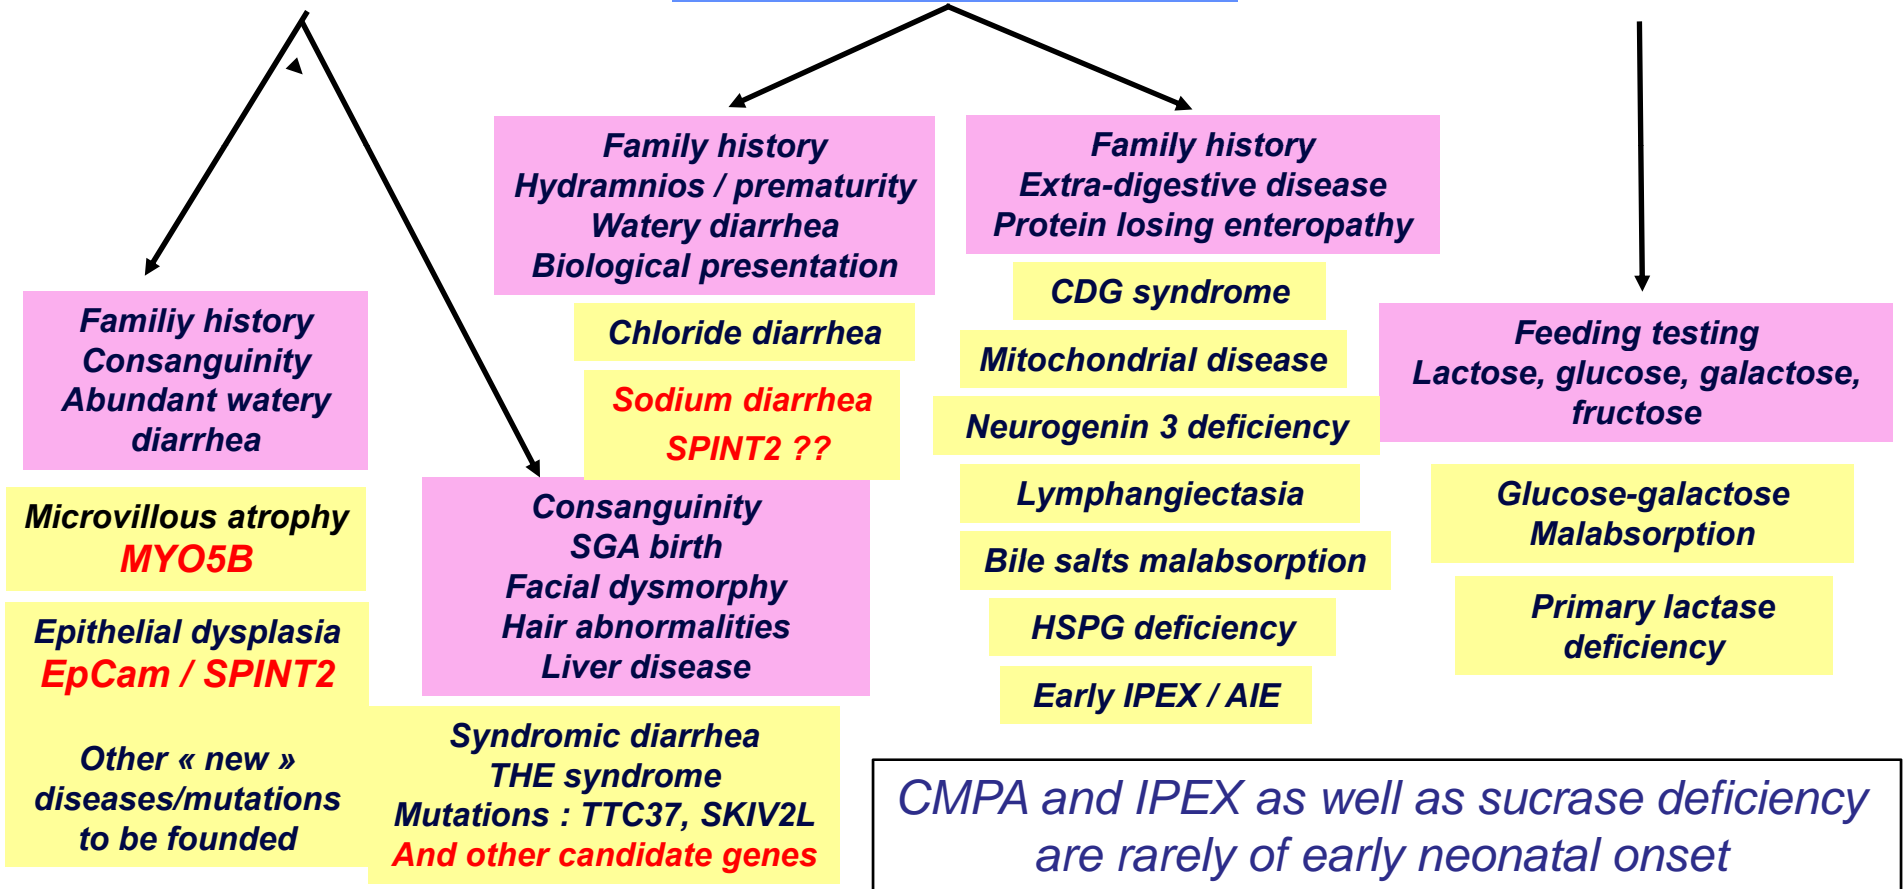 Familiy history
Consanguinity
Abundant watery
diarrhea
Microvillous atrophy
MYO5B
Epithelial dysplasia
EpCam / SPINT2
Other « new »
diseases/mutations
to be founded
Consanguinity
SGA birth
Facial dysmorphy
Hair abnormalities
Liver disease
Syndromic diarrhea
THE syndrome
Mutations : TTC37, SKIV2L
And other candidate genes
Family history
Hydramnios / prematurity
Watery diarrhea
Biological presentation
Chloride diarrhea
Sodium diarrhea
SPINT2 ??
Family history
Extra-digestive disease
Protein losing enteropathy
CDG syndrome
Mitochondrial disease
Neurogenin 3 deficiency
Lymphangiectasia
Bile salts malabsorption
HSPG deficiency
Early IPEX / AIE
Feeding testing
Lactose, glucose, galactose,
fructose
Glucose-galactose
Malabsorption
Primary lactase
deficiency
CMPA and IPEX as well as sucrase deficiency
are rarely of early neonatal onset